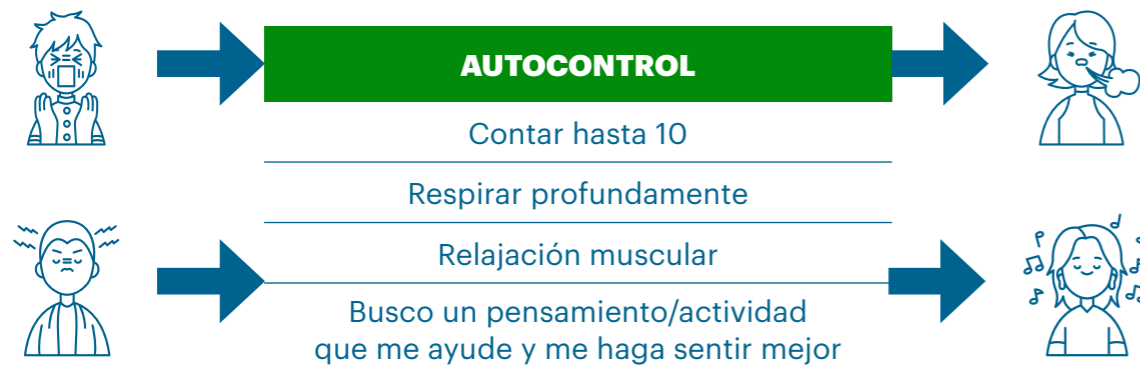 AUTOCONTROL
Contar hasta 10
Respirar profundamente
Relajación muscular
Busco un pensamiento/actividad
que me ayude y me haga sentir mejor